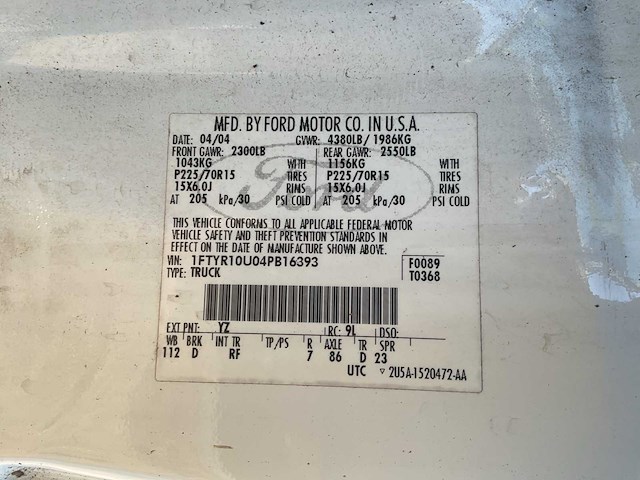 MFD. BY FORD MOTOR CO. IN U.S.A.
DATE: 04/04 GVWR: 4380LB/ 1986KG
FRONT GAWR: 2300LB REAR GAWR: 2550LB
1043KG WITH 1156KG WITH
P225/70R15 TIRES P225/70R15 TIRES
15X6.0J RIMS 15X6.0J RIMS
AT 205 kPa/30 PSI COLD AT 205 kPa/30 PSI COLD
Ford
THIS VEHICLE CONFORMS TO ALL APPLICABLE FEDERAL MOTOR
VEHICLE SAFETY AND THEFT PREVENTION STANDARDS IN
EFFECT ON THE DATE OF MANUFACTURE SHOWN ABOVE.
VIN: 1FTYR10U04PB16393 F0089
TYPE: TRUCK T0368
EXT PNT: YZ RC: 9L DSO:
WB BRK INT TR TP/PS R AXLE TR SPR
112 D RF 7 86 D 23
UTC ▽ 2U5A-1520472-AA